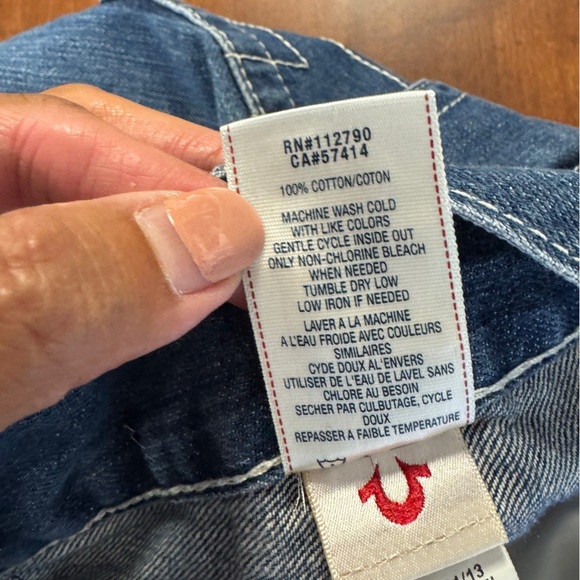 RN#112790
CA#57414
100% COTTON/COTON
MACHINE WASH COLD
WITH LIKE COLORS
GENTLE CYCLE INSIDE OUT
ONLY NON-CHLORINE BLEACH
WHEN NEEDED
TUMBLE DRY LOW
LOW IRON IF NEEDED
LAVER A LA MACHINE
A L'EAU FROIDE AVEC COULEURS
SIMILAIRES
CYDE DOUX AL'ENVERS
UTILISER DE L'EAU DE LAVEL SANS
CHLORE AU BESOIN
SECHER PAR CULBUTAGE, CYCLE
DOUX
REPASSER A FAIBLE TEMPERATURE